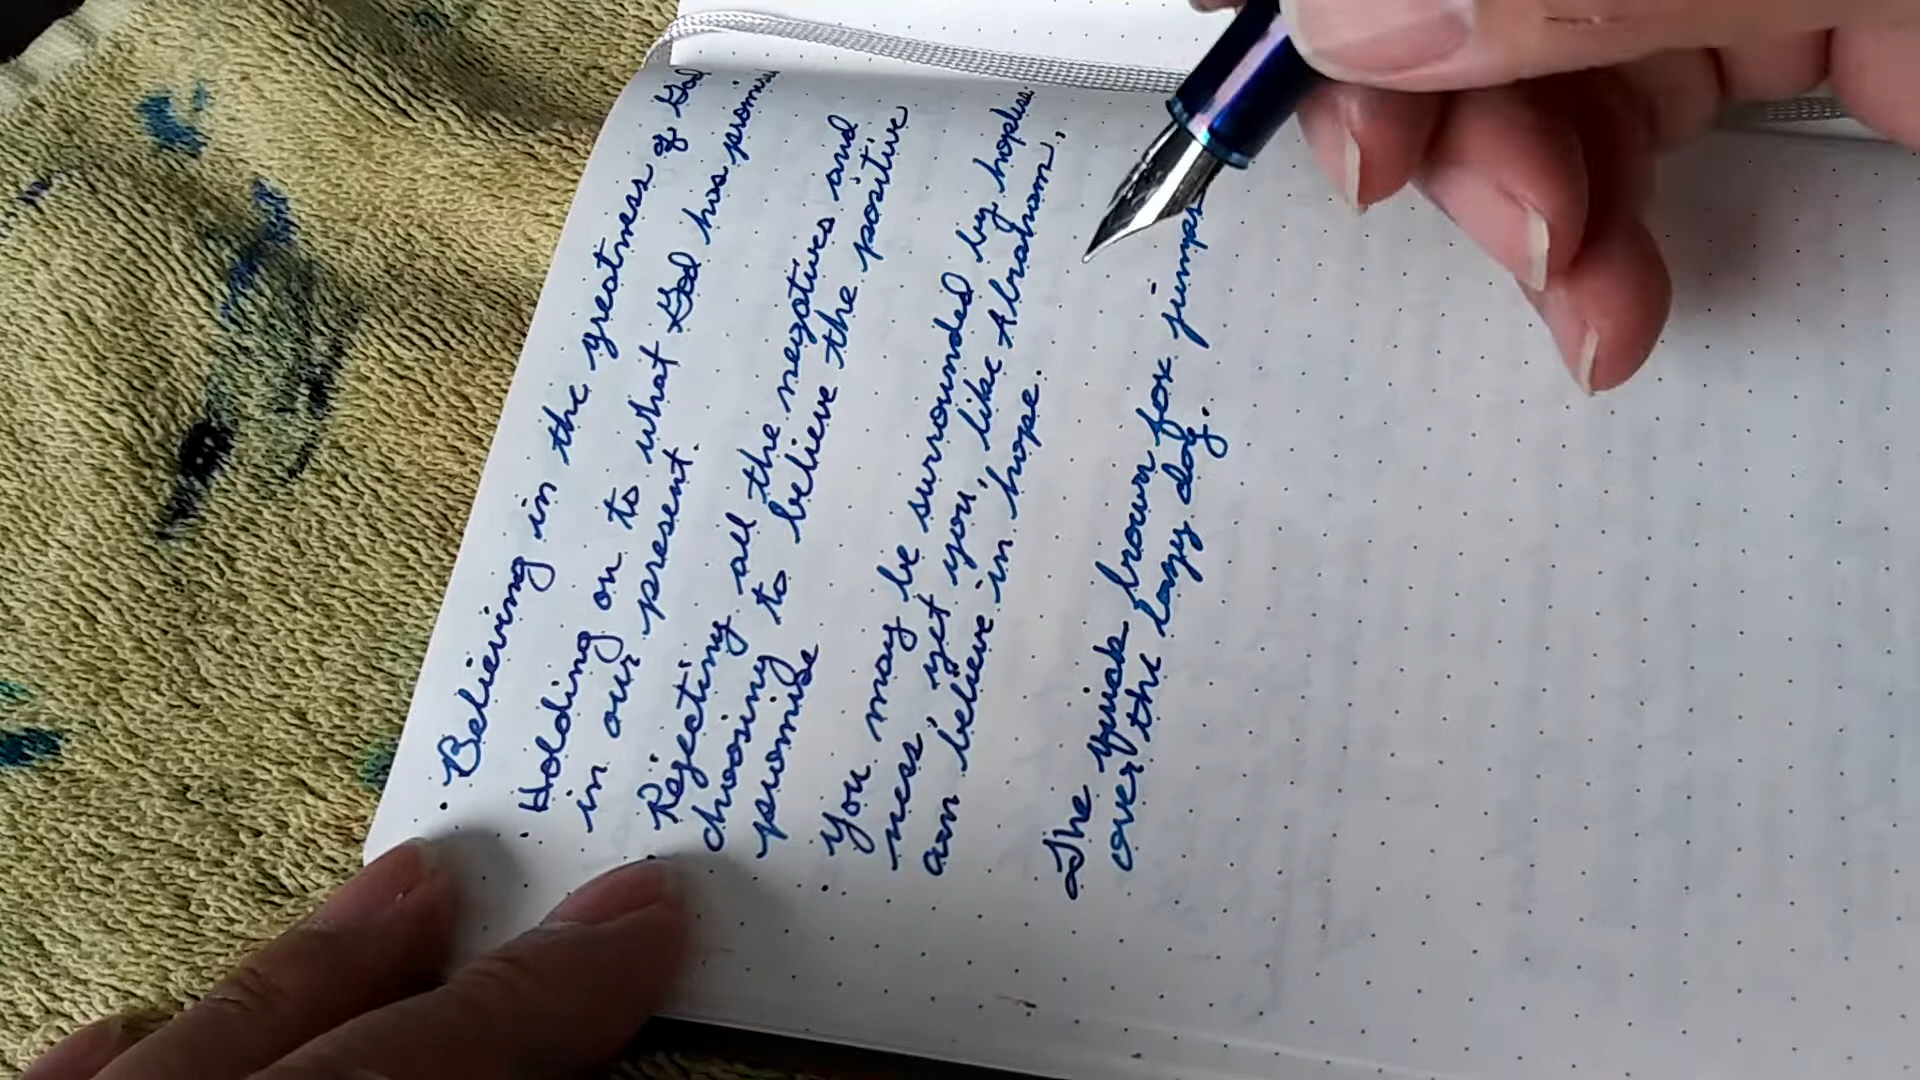 · Believing in the greatness of God
· Holding on to what God has promised
in our present.
· Rejecting all the negatives and
choosing to believe the positive
promise
· You may be surrounded by hopeless-
ness, yet you, like Abraham,
can believe in hope.
The quick brown fox jumps
over the lazy dog.